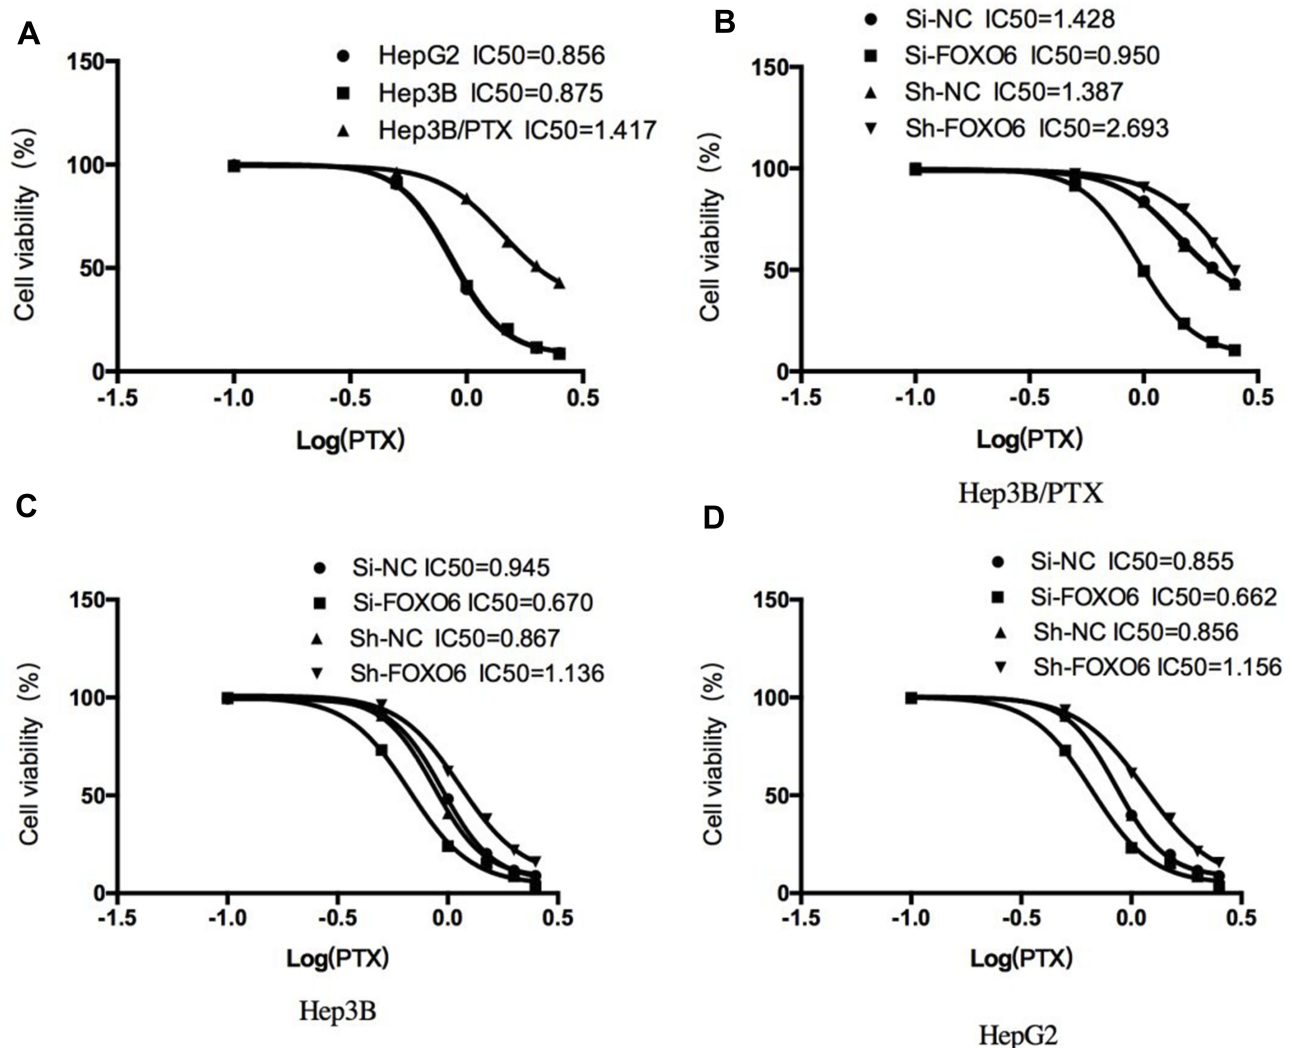 A
HepG2 IC50=0.856
Hep3B IC50=0.875
Hep3B/PTX IC50=1.417
Cell viability (%)
150
100
50
0
-1.5 -1.0 -0.5 0.0 0.5
Log(PTX)
B
Si-NC IC50=1.428
Si-FOXO6 IC50=0.950
Sh-NC IC50=1.387
Sh-FOXO6 IC50=2.693
Cell viability (%)
150
100
50
0
-1.5 -1.0 -0.5 0.0 0.5
Log(PTX)
Hep3B/PTX
C
Si-NC IC50=0.945
Si-FOXO6 IC50=0.670
Sh-NC IC50=0.867
Sh-FOXO6 IC50=1.136
Cell viability (%)
150
100
50
0
-1.5 -1.0 -0.5 0.0 0.5
Log(PTX)
Hep3B
D
Si-NC IC50=0.855
Si-FOXO6 IC50=0.662
Sh-NC IC50=0.856
Sh-FOXO6 IC50=1.156
Cell viability (%)
150
100
50
0
-1.5 -1.0 -0.5 0.0 0.5
Log(PTX)
HepG2